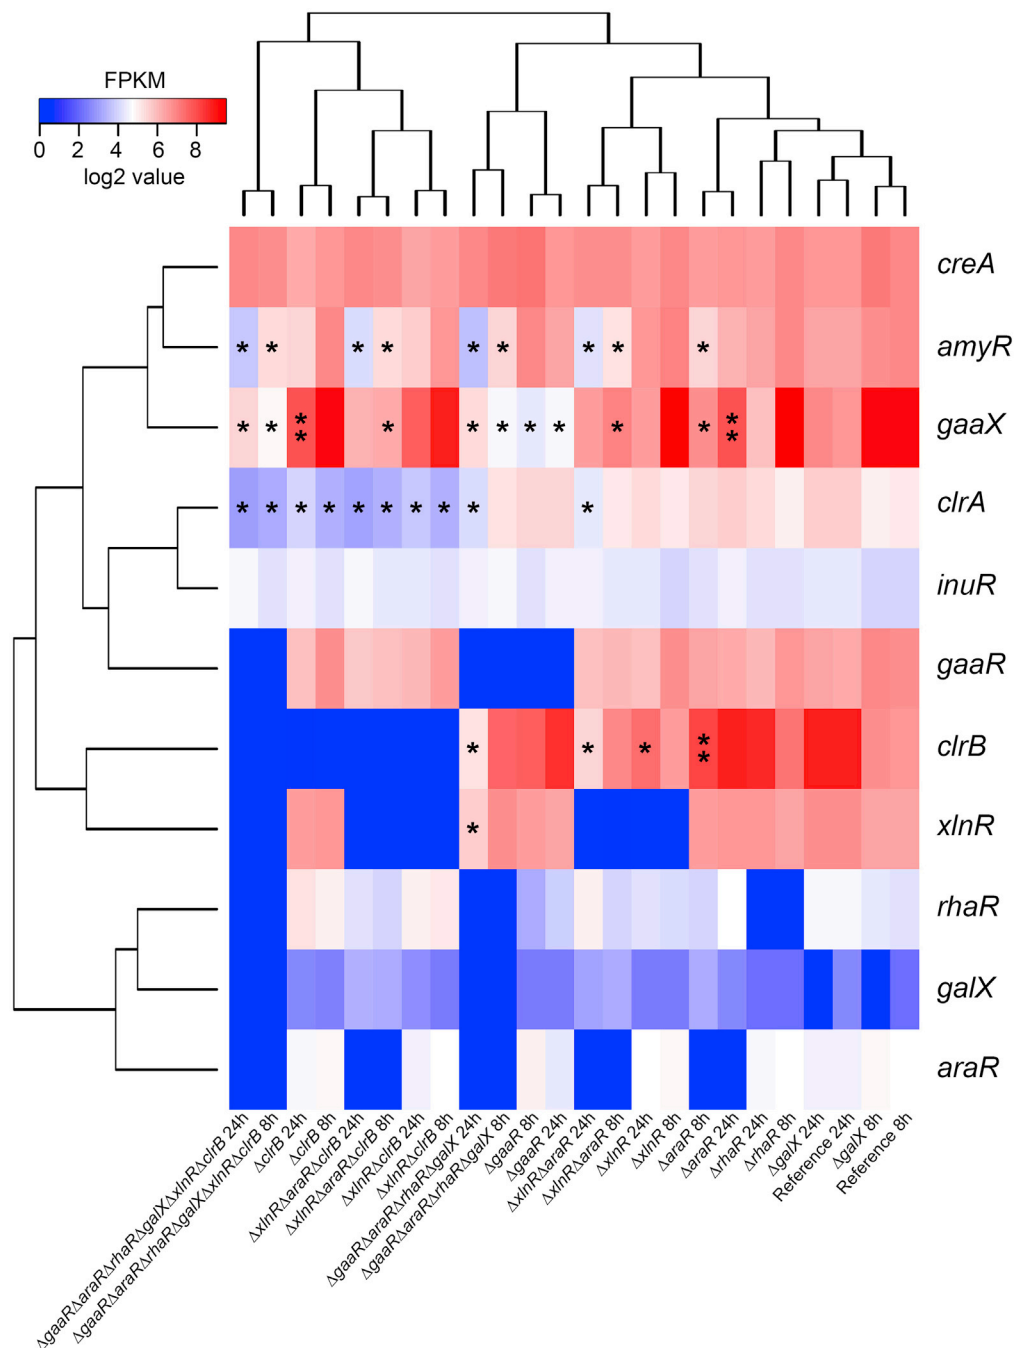 FPKM
0 2 4 6 8
log2 value
creA
* * * * * * * * * amyR
* * * * * * * * * * * * * gaaX
* * * * * * * * * * clrA
inuR
gaaR
* * * * * clrB
* xlnR
rhaR
galX
araR
ΔgaaRΔaraRΔrhaRΔgalXΔxlnRΔclrB 24h
ΔgaaRΔaraRΔrhaRΔgalXΔxlnRΔclrB 8h
ΔclrB 24h
ΔclrB 8h
ΔxlnRΔaraRΔclrB 24h
ΔxlnRΔaraRΔclrB 8h
ΔxlnRΔclrB 24h
ΔxlnRΔclrB 8h
ΔgaaRΔaraRΔrhaRΔgalX 24h
ΔgaaRΔaraRΔrhaRΔgalX 8h
ΔgaaR 8h
ΔgaaR 24h
ΔxlnRΔaraR 24h
ΔxlnRΔaraR 8h
ΔxlnR 24h
ΔxlnR 8h
ΔaraR 8h
ΔaraR 24h
ΔrhaR 24h
ΔrhaR 8h
ΔgalX 24h
Reference 24h
ΔgalX 8h
Reference 8h